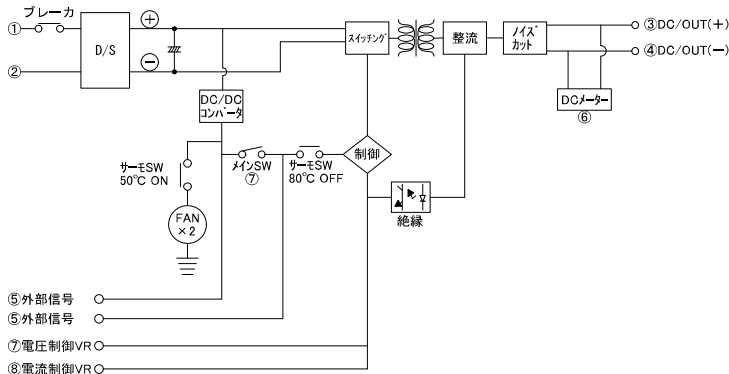 ブレーカ
①
②
D/S
+
−
スイッチング
整流
ノイズ
カット
③DC/OUT(+)
④DC/OUT(−)
DCメーター
⑥
DC/DC
コンバータ
サーモSW
50℃ ON
メインSW
⑦
サーモSW
80℃ OFF
制御
FAN
×2
絶縁
⑤外部信号
⑤外部信号
⑦電圧制御VR
⑧電流制御VR